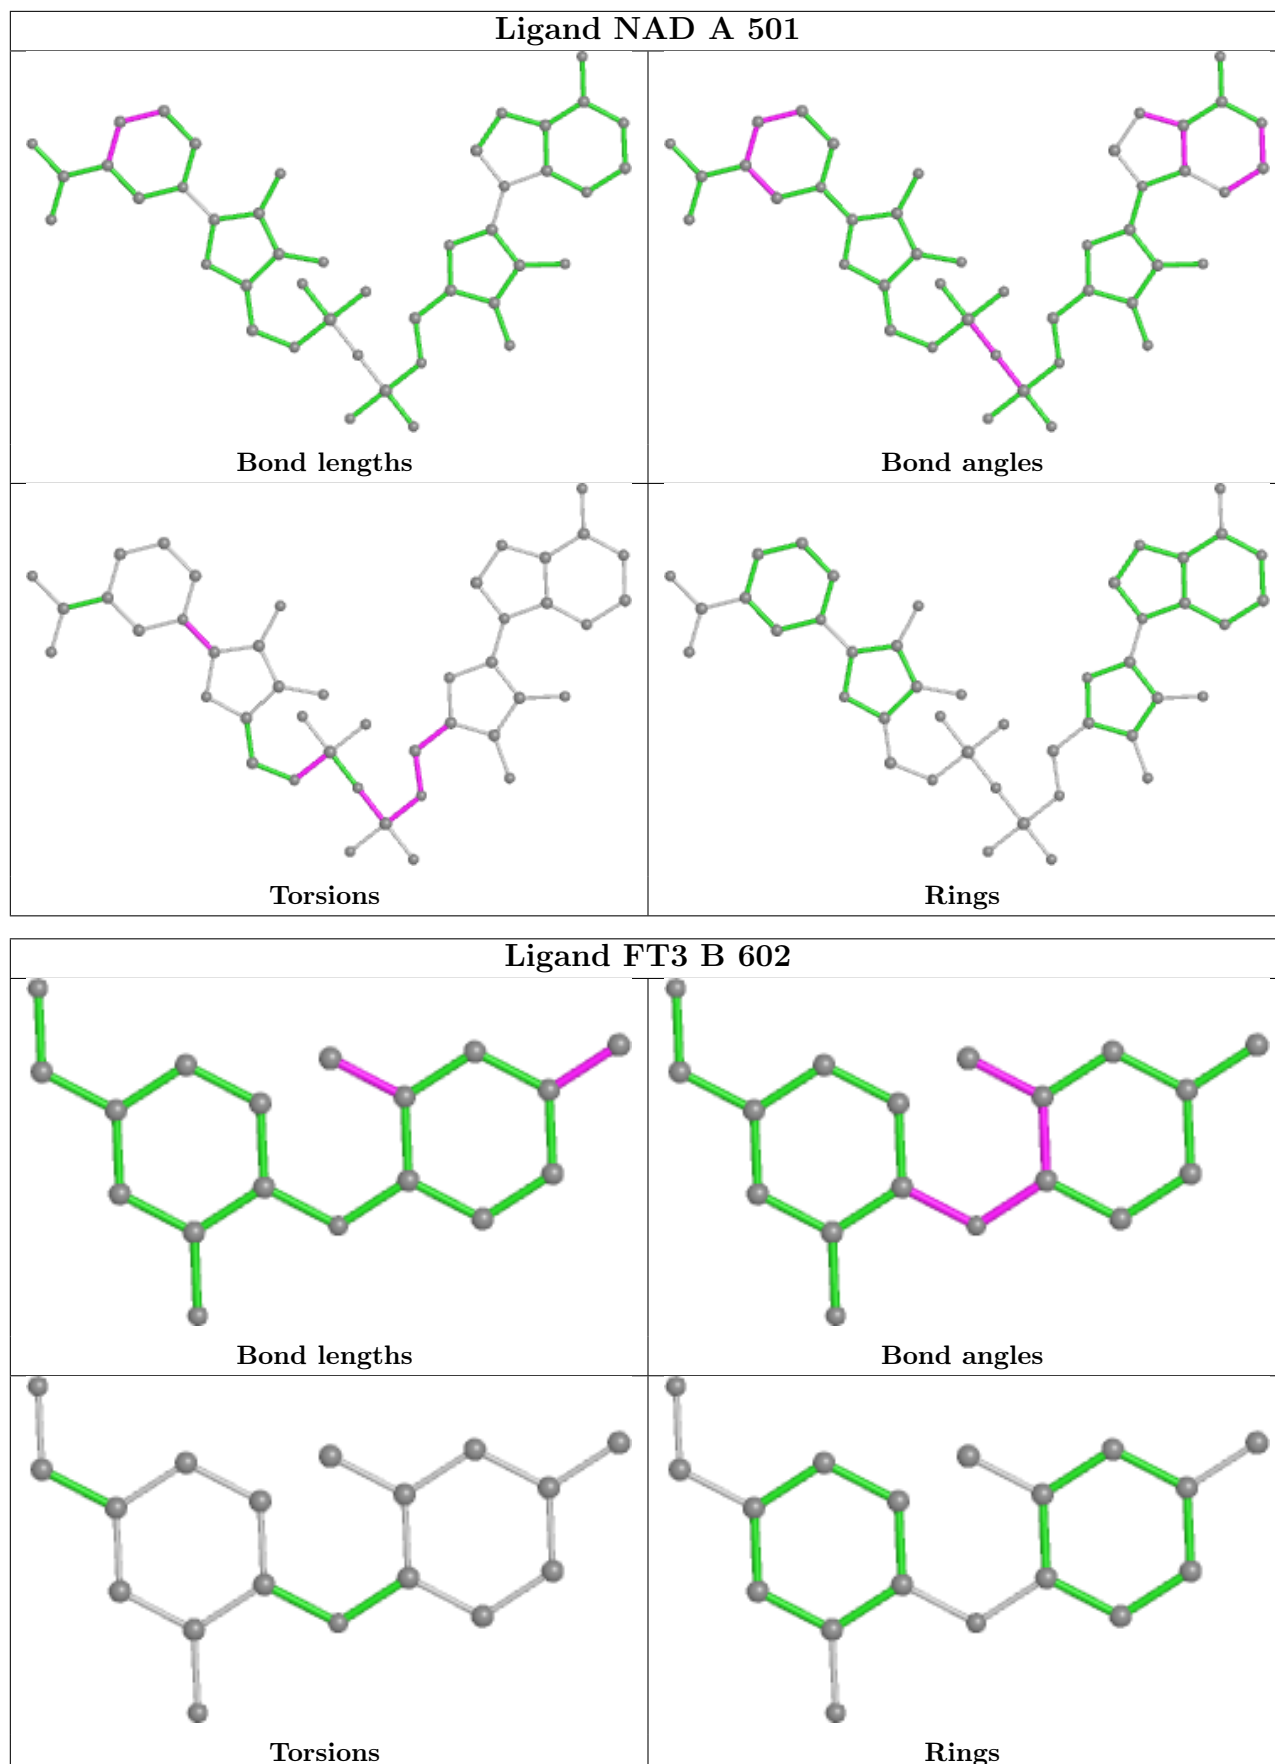 Ligand NAD A 501
Bond lengths
Bond angles
Torsions
Rings
Ligand FT3 B 602
Bond lengths
Bond angles
Torsions
Rings